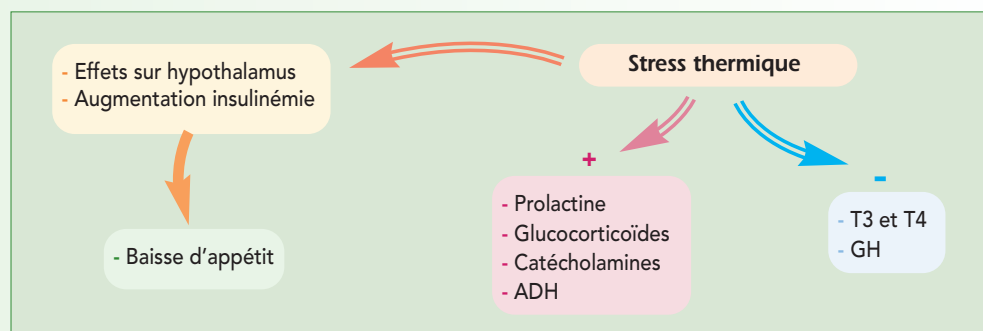 Stress thermique
- Effets sur hypothalamus
- Augmentation insulinémie
- Baisse d'appétit
+
- Prolactine
- Glucocorticoïdes
- Catécholamines
- ADH
-
- T3 et T4
- GH